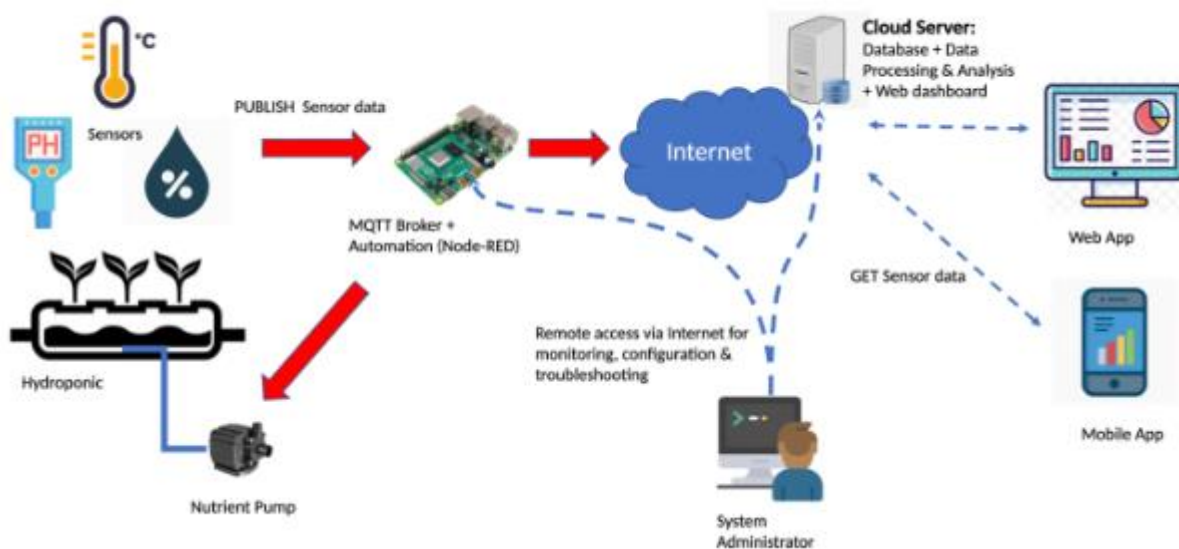 °C
PH
%
Sensors
PUBLISH Sensor data
MQTT Broker +
Automation (Node-RED)
Internet
Cloud Server:
Database + Data
Processing & Analysis
+ Web dashboard
Web App
GET Sensor data
Mobile App
Remote access via Internet for
monitoring, configuration &
troubleshooting
Hydroponic
Nutrient Pump
System
Administrator